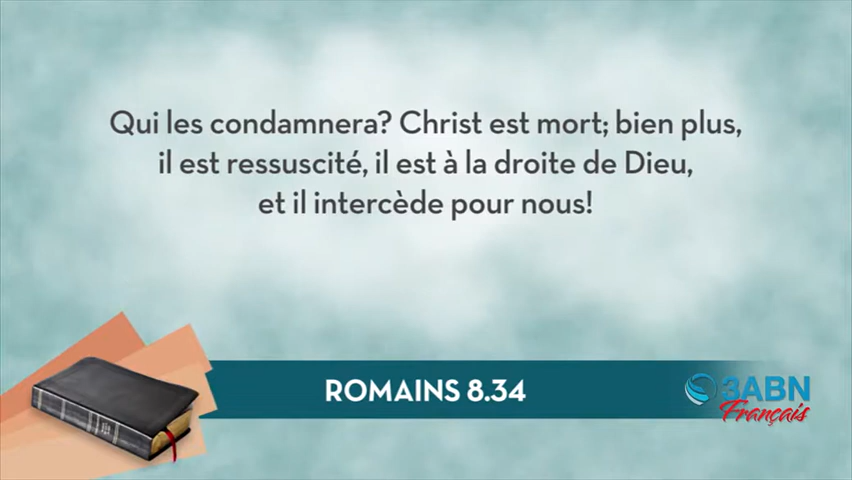 Qui les condamnera? Christ est mort; bien plus,
il est ressuscité, il est à la droite de Dieu,
et il intercède pour nous!
ROMAINS 8.34
3ABN
Français